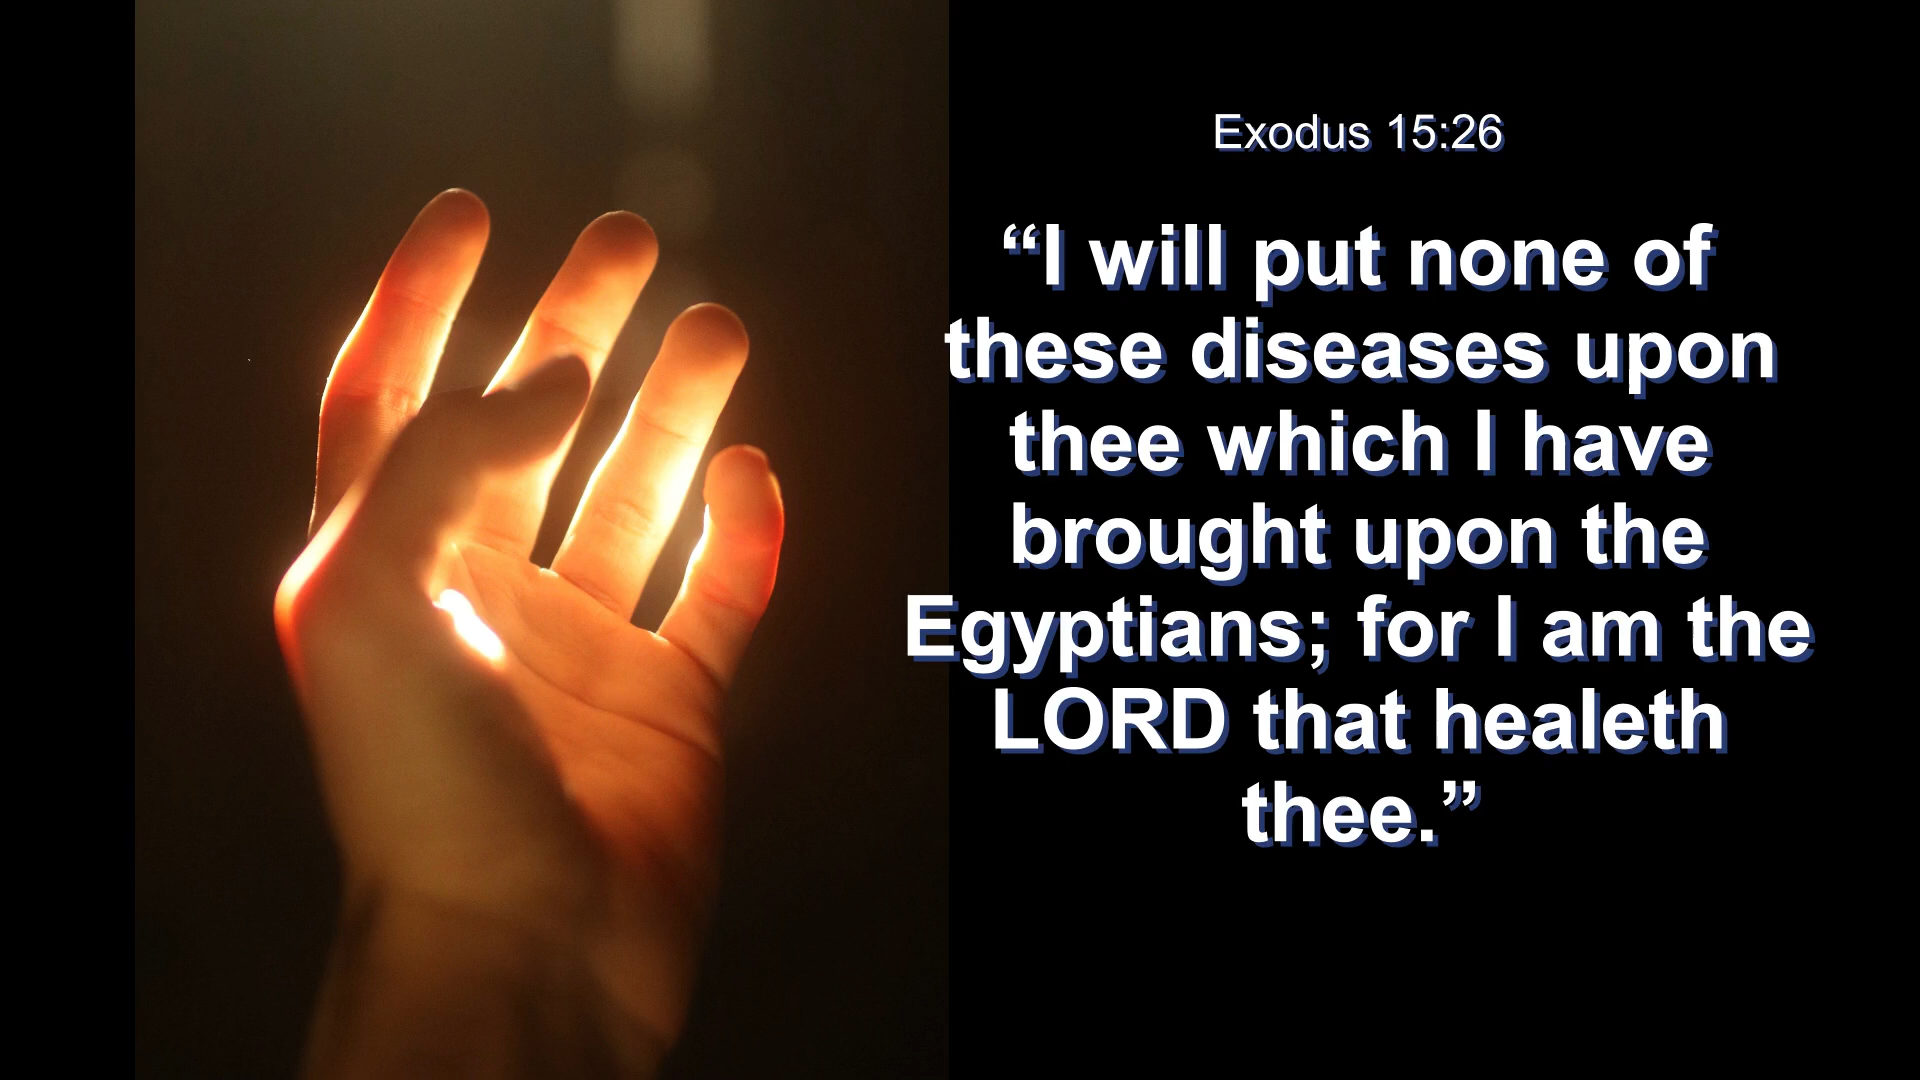 Exodus 15:26
“I will put none of
these diseases upon
thee which I have
brought upon the
Egyptians; for I am the
LORD that healeth
thee.”